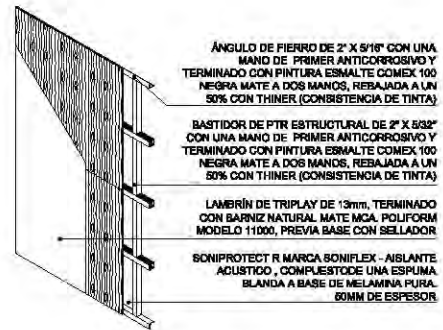 ÁNGULO DE FIERRO DE 2" X 5/16" CON UNA
MANO DE PRIMER ANTICORROSIVO Y
TERMINADO CON PINTURA ESMALTE COMEX 100
NEGRA MATE A DOS MANOS, REBAJADA A UN
50% CON THINER (CONSISTENCIA DE TINTA)
BASTIDOR DE PTR ESTRUCTURAL DE 2" X 5/32"
CON UNA MANO DE PRIMER ANTICORROSIVO Y
TERMINADO CON PINTURA ESMALTE COMEX 100
NEGRA MATE A DOS MANOS, REBAJADA A UN
50% CON THINER (CONSISTENCIA DE TINTA)
LAMBRÍN DE TRIPLAY DE 13mm, TERMINADO
CON BARNIZ NATURAL MATE MCA. POLIFORM
MODELO 11000, PREVIA BASE CON SELLADOR
SONIPROTECT R MARCA SONIFLEX - AISLANTE
ACUSTICO , COMPUESTODE UNA ESPUMA
BLANDA A BASE DE MELAMINA PURA.
50MM DE ESPESOR